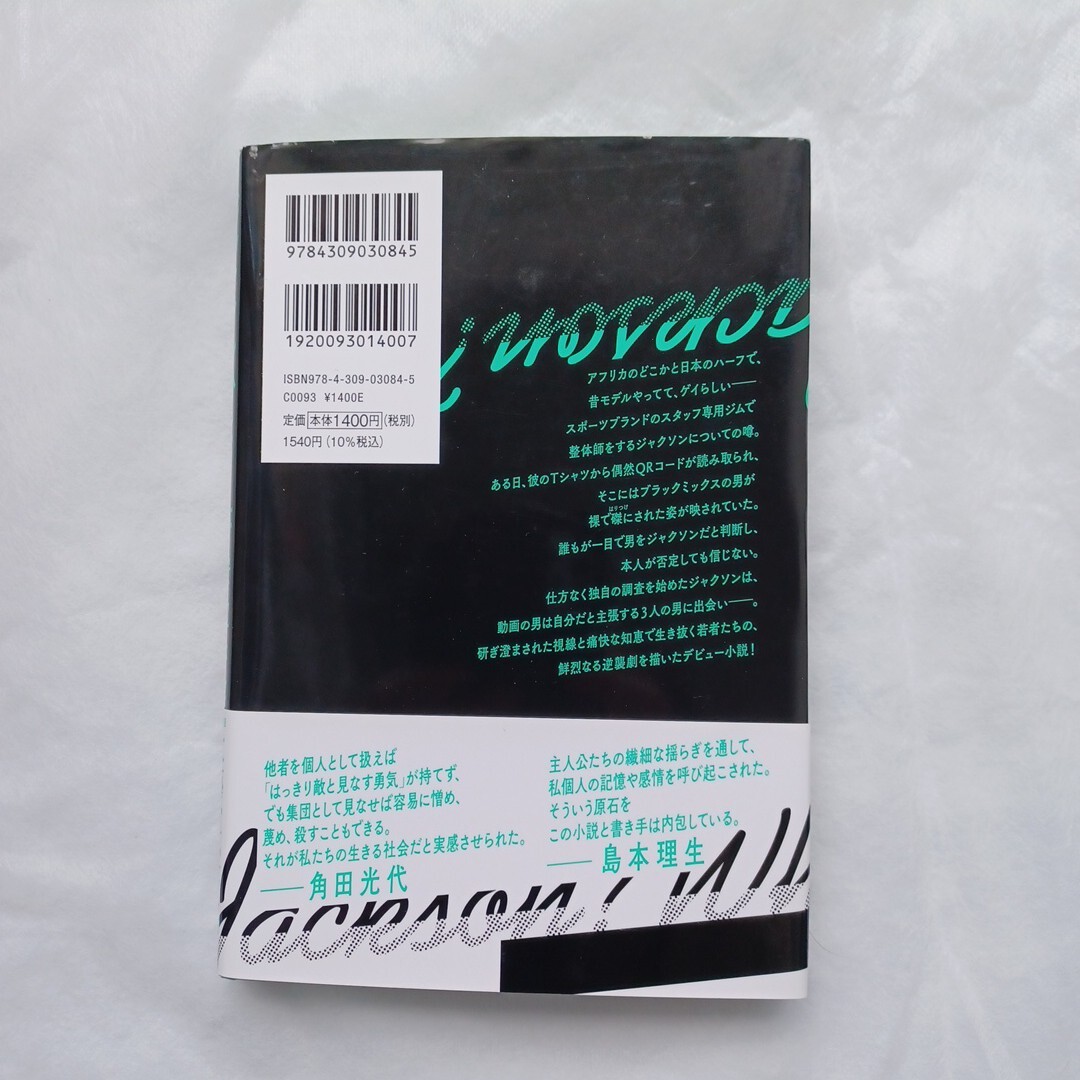 9784309030845
1920093014007
ISBN978-4-309-03084-5
C0093 ¥1400E
定価 本体1400円(税別)
1540円(10%税込)
アフリカのどこかと日本のハーフで、
昔モデルやってて、ゲイらしい——
スポーツブランドのスタッフ専用ジムで
整体師をするジャクソンについての噂。
ある日、彼のTシャツから偶然QRコードが読み取られ、
そこにはブラックミックスの男が
裸で磔にされた姿が映されていた。
はりつけ
誰もが一目で男をジャクソンだと判断し、
本人が否定しても信じない。
仕方なく独自の調査を始めたジャクソンは、
動画の男は自分だと主張する3人の男に出会い——。
研ぎ澄まされた視線と痛快な知恵で生き抜く若者たちの、
鮮烈なる逆襲劇を描いたデビュー小説!
他者を個人として扱えば
「はっきり敵と見なす勇気」が持てず、
でも集団として見なせば容易に憎め、
蔑め、殺すこともできる。
それが私たちの生きる社会だと実感させられた。
——角田光代
主人公たちの繊細な揺らぎを通して、
私個人の記憶や感情を呼び起こされた。
そういう原石を
この小説と書き手は内包している。
——島本理生
Jackson